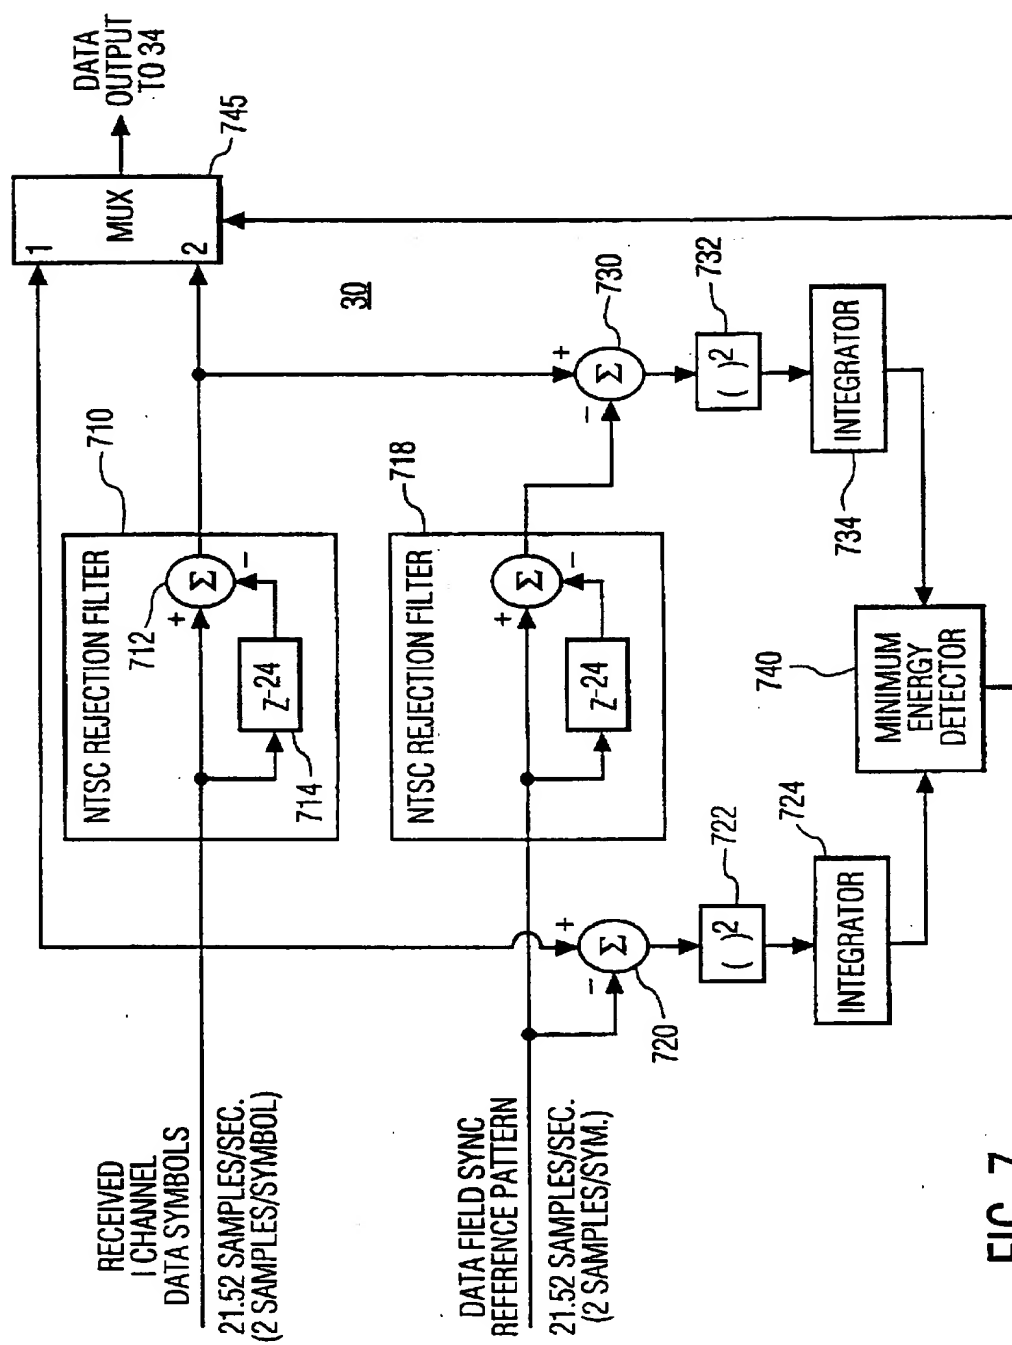 RECEIVED
I CHANNEL
DATA SYMBOLS
21.52 SAMPLES/SEC.
(2 SAMPLES/SYMBOL)
NTSC REJECTION FILTER
710
712
+
Σ
−
Z-24
714
1
MUX
2
745
DATA
OUTPUT
TO 34
30
DATA FIELD SYNC
REFERENCE PATTERN
21.52 SAMPLES/SEC.
(2 SAMPLES/SYM.)
NTSC REJECTION FILTER
718
+
Σ
−
Z-24
+
−
Σ
720
( )2
722
INTEGRATOR
724
+
−
Σ
730
( )2
732
INTEGRATOR
734
740
MINIMUM
ENERGY
DETECTOR
FIG. 7